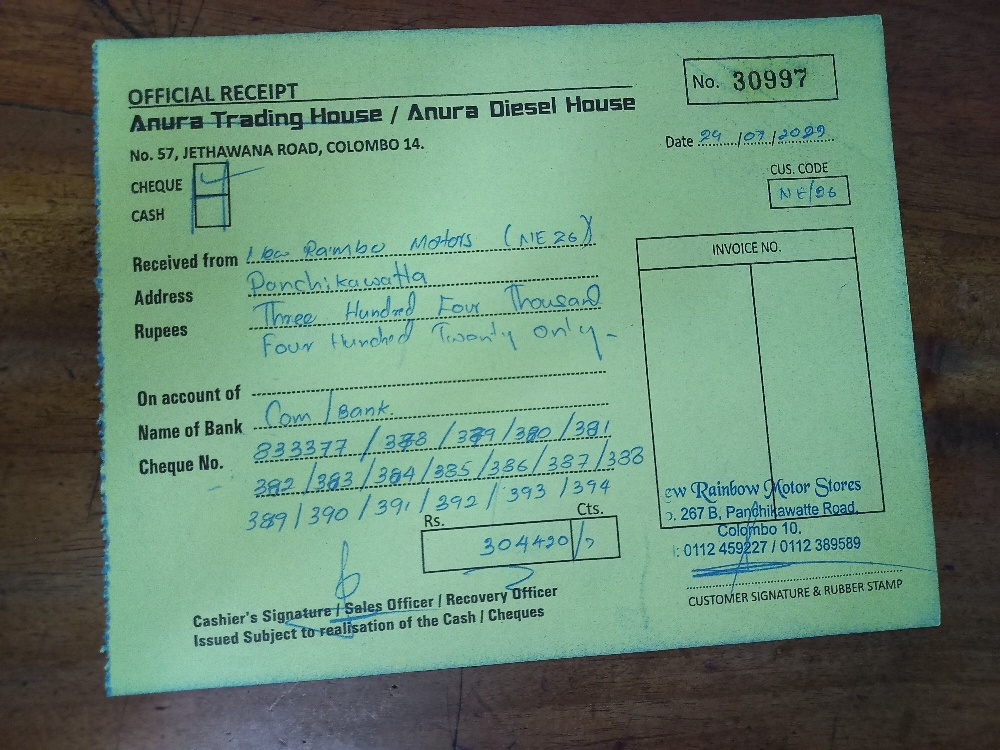 OFFICIAL RECEIPT
No. 30997
Anura Trading House / Anura Diesel House
No. 57, JETHAWANA ROAD, COLOMBO 14.
Date 29/07/2029
CHEQUE
CUS. CODE
CASH
NE/26
Received from New Rainbo Motors (NE 26)
INVOICE NO.
Address Panchikawatta
Rupees Three Hundred Four Thousand
Four Hundred Twenty only -
On account of
Name of Bank Com / Bank.
Cheque No. 833377 / 378 / 379 / 380 / 381
382 / 383 / 384 / 385 / 386 / 387 / 388
389 / 390 / 391 / 392 / 393 / 394
Rs. Cts.
304420/-
ew Rainbow Motor Stores
. 267 B, Panchikawatte Road,
Colombo 10.
: 0112 459227 / 0112 389589
CUSTOMER SIGNATURE & RUBBER STAMP
Cashier's Signature / Sales Officer / Recovery Officer
Issued Subject to realisation of the Cash / Cheques